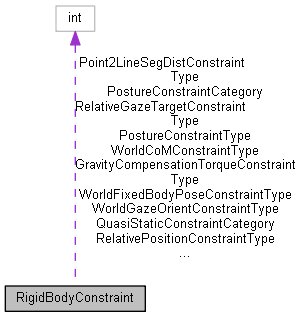 int
Point2LineSegDistConstraint
Type
PostureConstraintCategory
RelativeGazeTargetConstraint
Type
PostureConstraintType
WorldCoMConstraintType
GravityCompensationTorqueConstraint
Type
WorldFixedBodyPoseConstraintType
WorldGazeOrientConstraintType
QuasiStaticConstraintCategory
RelativePositionConstraintType
...
RigidBodyConstraint